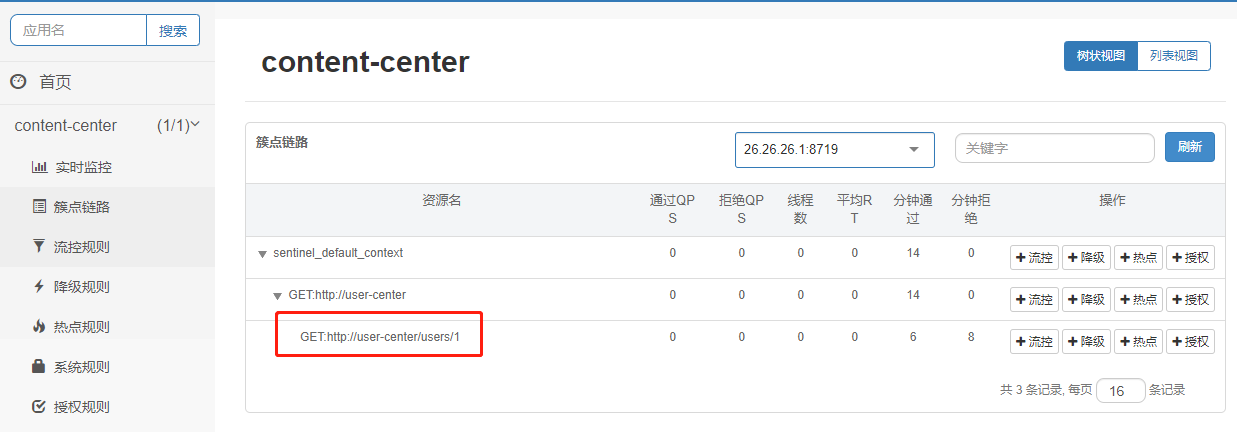 应用名 搜索
首页
content-center (1/1)
实时监控
簇点链路
流控规则
降级规则
热点规则
系统规则
授权规则
content-center
树状视图 列表视图
簇点链路 26.26.26.1:8719 关键字 刷新
资源名 通过QPS 拒绝QPS 线程数 平均RT 分钟通过 分钟拒绝 操作
sentinel_default_context 0 0 0 0 14 0 流控 降级 热点 授权
GET:http://user-center 0 0 0 0 14 0 流控 降级 热点 授权
GET:http://user-center/users/1 0 0 0 0 6 8 流控 降级 热点 授权
共 3 条记录, 每页 16 条记录